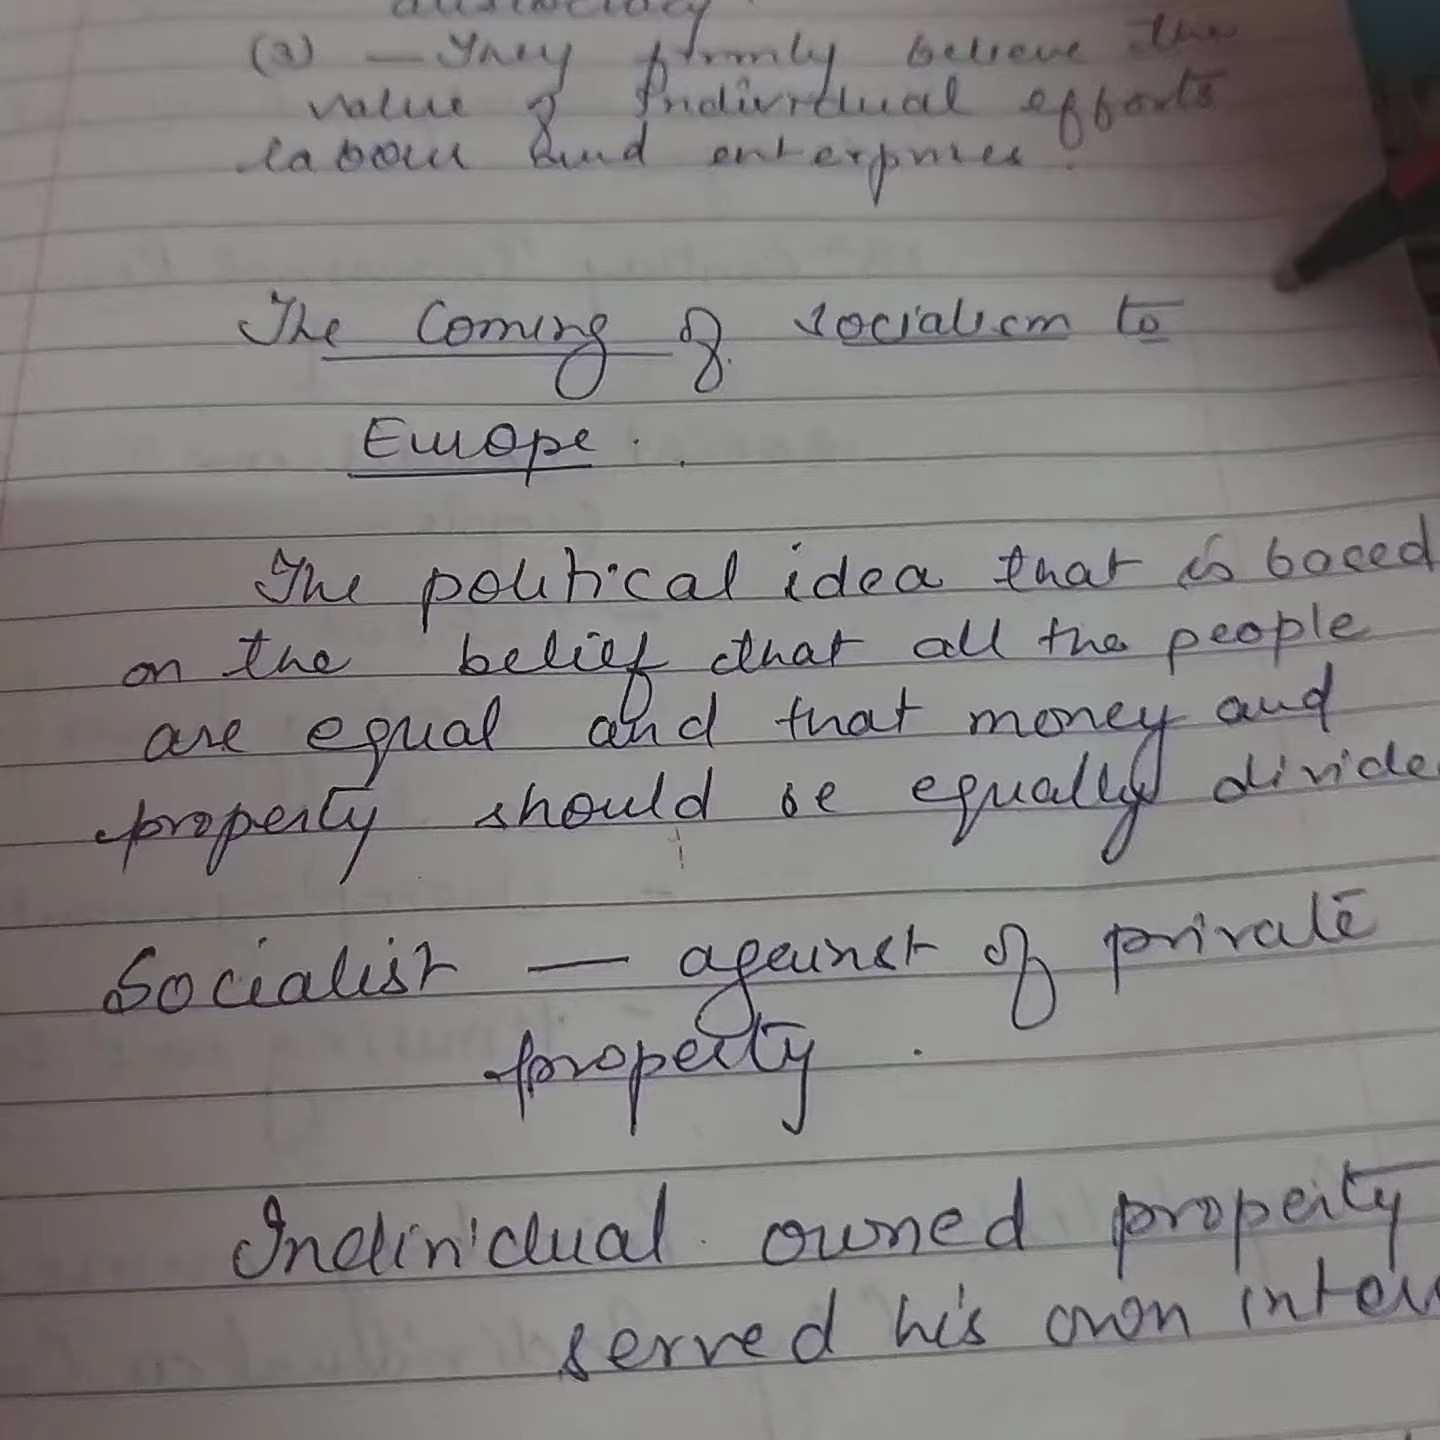 (3) — They firmly believe the
value of Individual efforts
labour and enterprises.
The Coming of socialism to
Europe.
The political idea that is baced
on the belief that all the people
are equal and that money and
property should be equally divide
Socialist — against of private
property.
Individual owned property
served his own inter